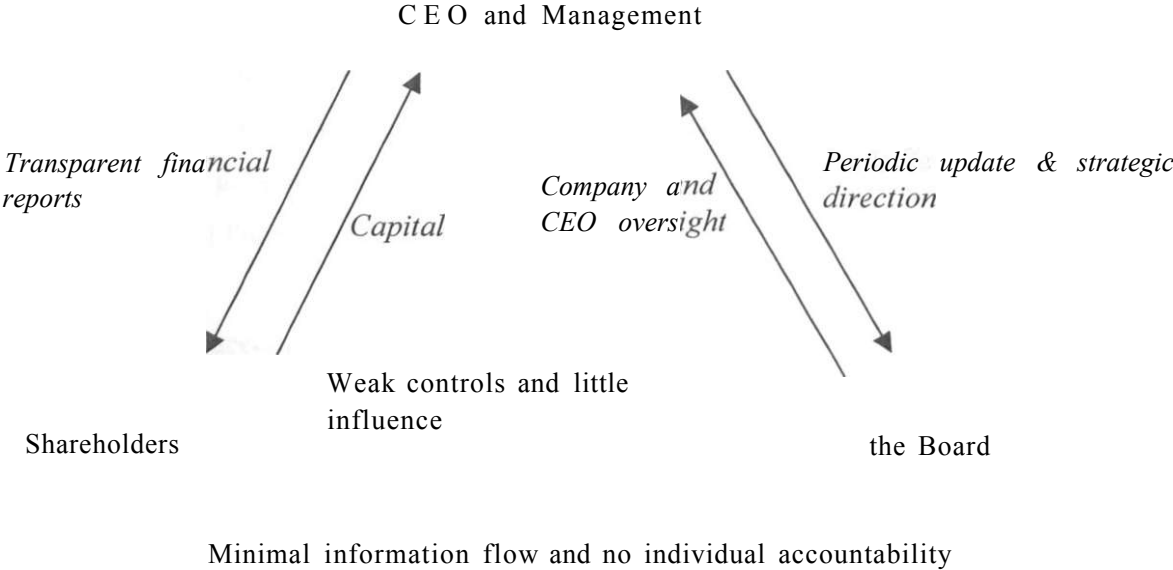 CEO and Management
Transparent financial
reports
Capital
Company and
CEO oversight
Periodic update & strategic
direction
Weak controls and little
influence
Shareholders
the Board
Minimal information flow and no individual accountability